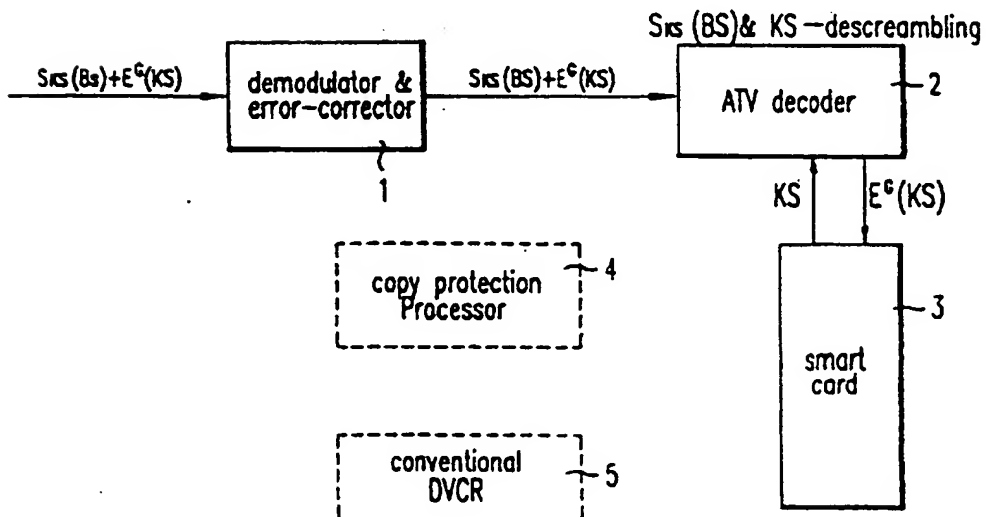 SKS(BS)& KS-descreambling
SKS(BS)+E^G(KS)
demodulator &
error-corrector
SKS(BS)+E^G(KS)
ATV decoder
2
1
KS
E^G(KS)
copy protection
Processor
4
smart
card
3
conventional
DVCR
5